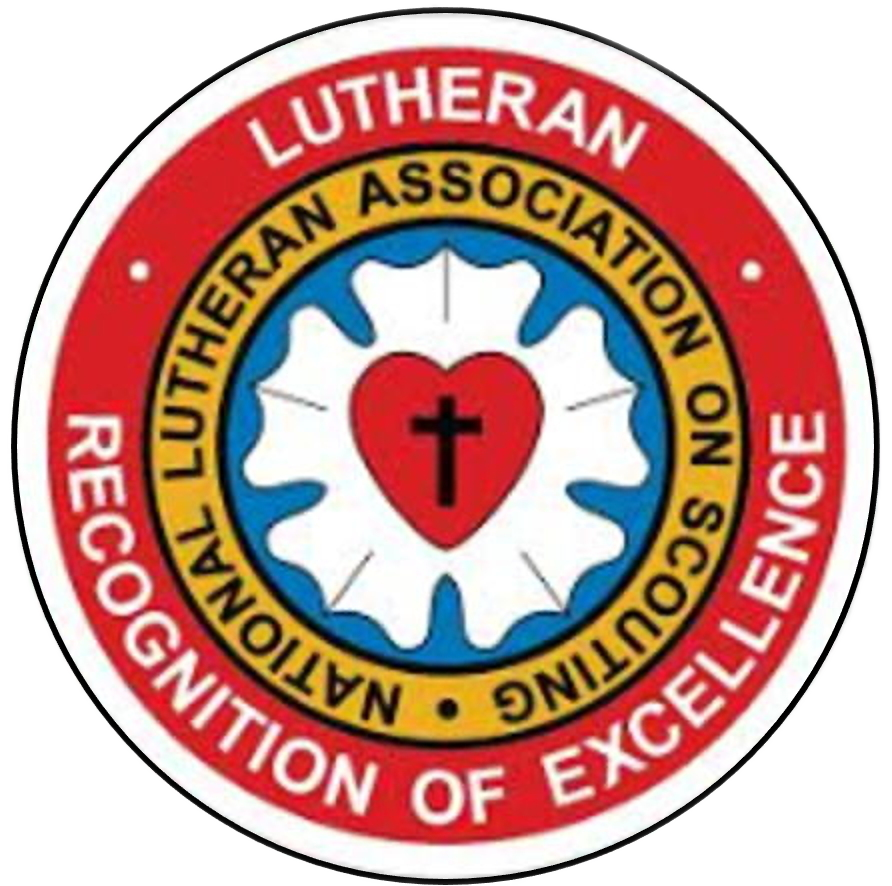 LUTHERAN
RECOGNITION OF EXCELLENCE
NATIONAL LUTHERAN ASSOCIATION ON SCOUTING •